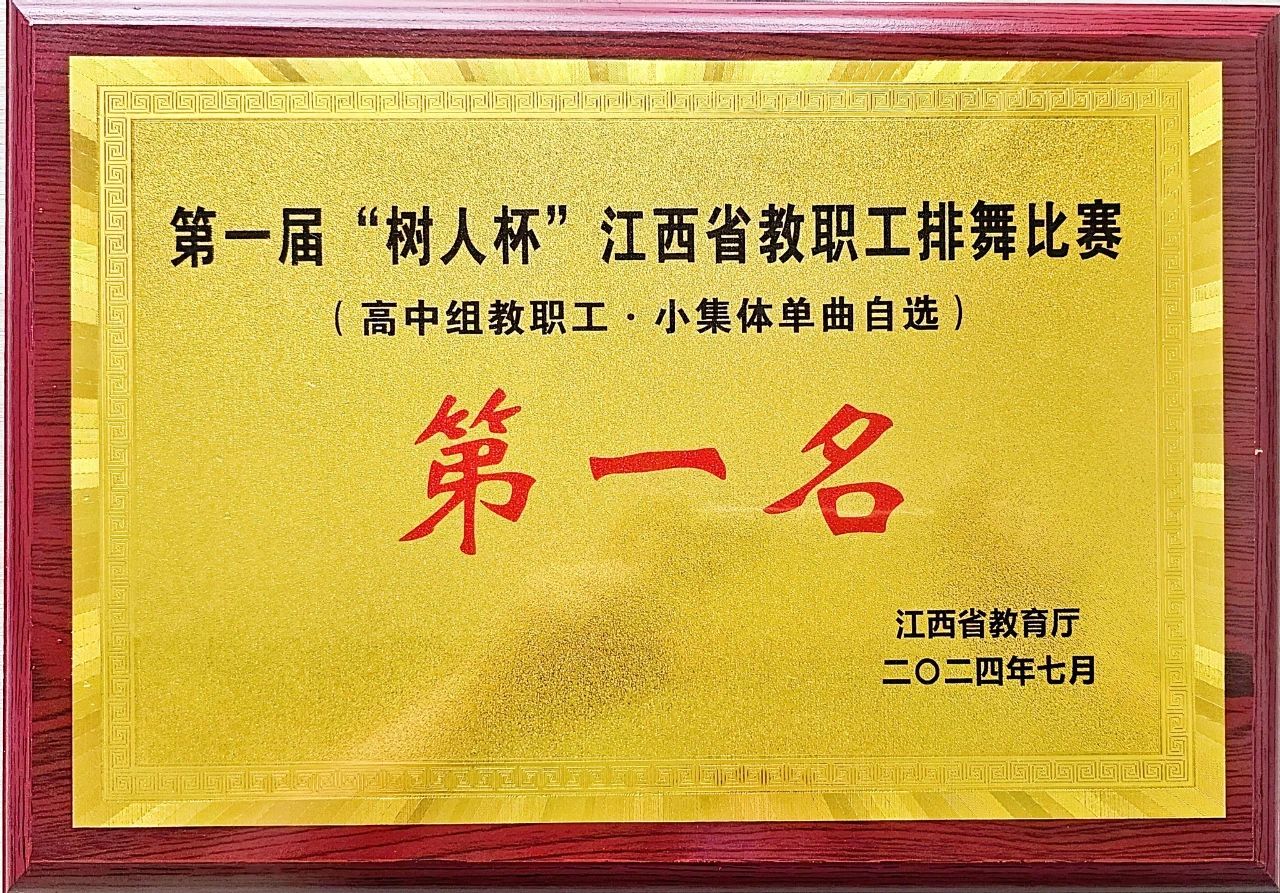 第一届“树人杯”江西省教职工排舞比赛
（高中组教职工·小集体单曲自选）
第一名
江西省教育厅
二〇二四年七月